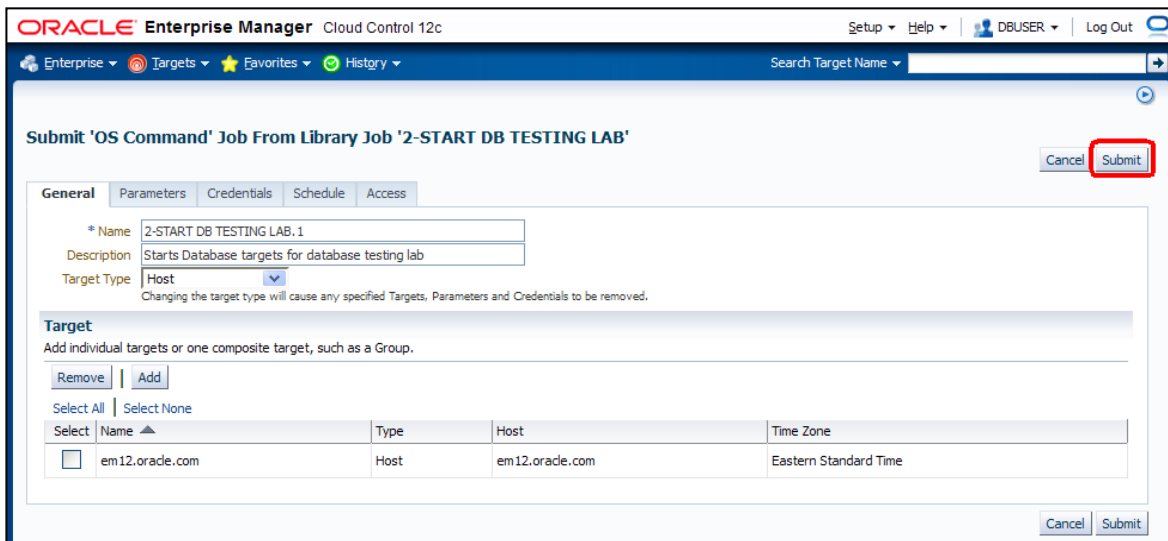 ORACLE Enterprise Manager Cloud Control 12c Setup Help DBUSER Log Out
Enterprise Targets Favorites History Search Target Name
Submit 'OS Command' Job From Library Job '2-START DB TESTING LAB'
Cancel Submit
General Parameters Credentials Schedule Access
* Name 2-START DB TESTING LAB.1
Description Starts Database targets for database testing lab
Target Type Host
Changing the target type will cause any specified Targets, Parameters and Credentials to be removed.
Target
Add individual targets or one composite target, such as a Group.
Remove | Add
Select All | Select None
Select Name Type Host Time Zone
em12.oracle.com Host em12.oracle.com Eastern Standard Time
Cancel Submit